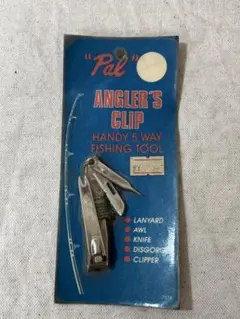 "Pal"
ANGLER'S
CLIP
HANDY 5 WAY
FISHING TOOL
LANYARD
AWL
KNIFE
DISGORGER
CLIPPER